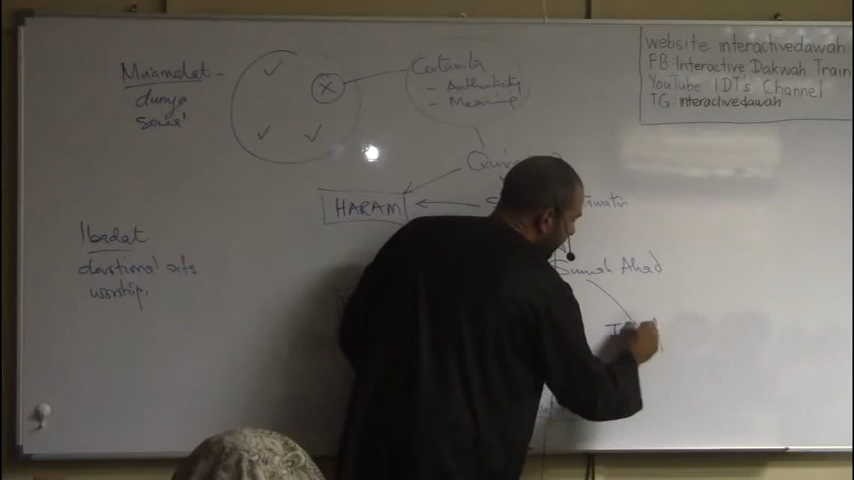 Mu'amalat -
dunya
Certainty
- Authenticity
- Meaning
website interactivedawah
FB Interactive Dakwah Train
YouTube IDT's Channel
TG interactivedawah
HARAM
Ibadat
devotional acts
worship.
Sunnah Ahad